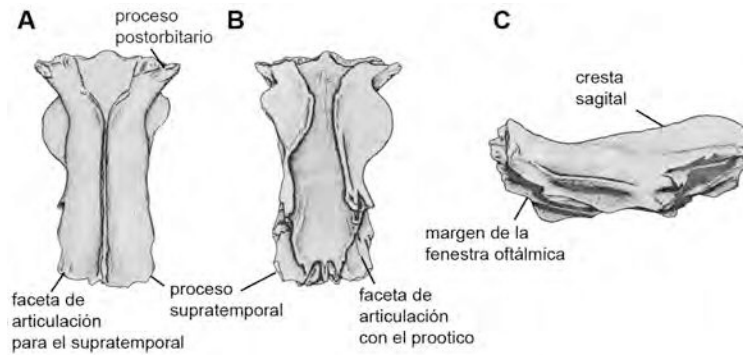 A
proceso
postorbitario
B
C
cresta
sagital
margen de la
fenestra oftálmica
faceta de
articulación
para el supratemporal
proceso
supratemporal
faceta de
articulación
con el prootico